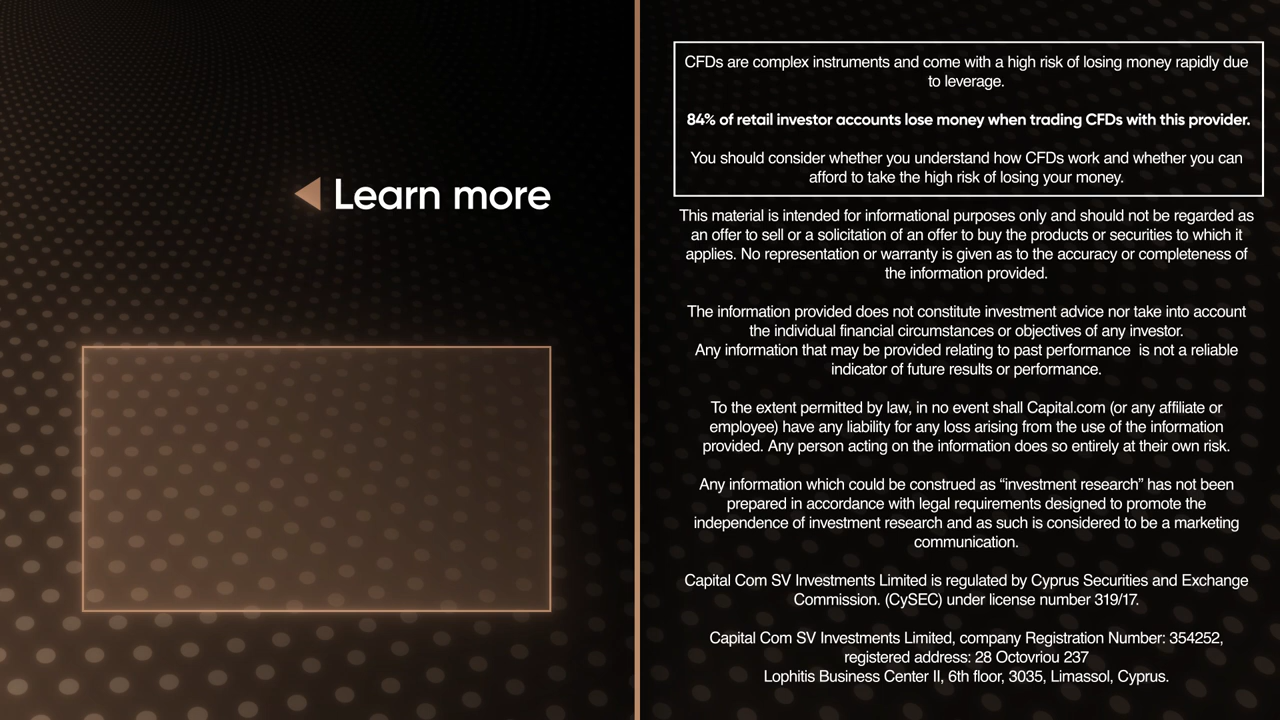 Learn more
CFDs are complex instruments and come with a high risk of losing money rapidly due
to leverage.
84% of retail investor accounts lose money when trading CFDs with this provider.
You should consider whether you understand how CFDs work and whether you can
afford to take the high risk of losing your money.
This material is intended for informational purposes only and should not be regarded as
an offer to sell or a solicitation of an offer to buy the products or securities to which it
applies. No representation or warranty is given as to the accuracy or completeness of
the information provided.
The information provided does not constitute investment advice nor take into account
the individual financial circumstances or objectives of any investor.
Any information that may be provided relating to past performance  is not a reliable
indicator of future results or performance.
To the extent permitted by law, in no event shall Capital.com (or any affiliate or
employee) have any liability for any loss arising from the use of the information
provided. Any person acting on the information does so entirely at their own risk.
Any information which could be construed as “investment research” has not been
prepared in accordance with legal requirements designed to promote the
independence of investment research and as such is considered to be a marketing
communication.
Capital Com SV Investments Limited is regulated by Cyprus Securities and Exchange
Commission. (CySEC) under license number 319/17.
Capital Com SV Investments Limited, company Registration Number: 354252,
registered address: 28 Octovriou 237
Lophitis Business Center II, 6th floor, 3035, Limassol, Cyprus.